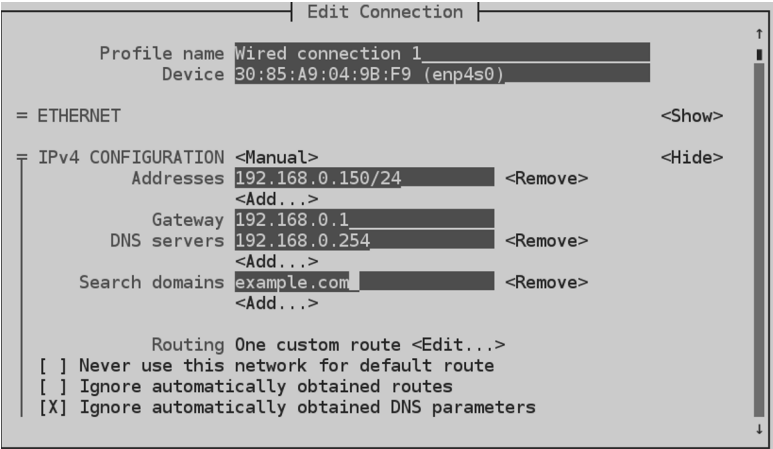 Edit Connection
Profile name Wired connection 1
Device 30:85:A9:04:9B:F9 (enp4s0)
= ETHERNET <Show>
= IPv4 CONFIGURATION <Manual> <Hide>
Addresses 192.168.0.150/24 <Remove>
<Add...>
Gateway 192.168.0.1
DNS servers 192.168.0.254 <Remove>
<Add...>
Search domains example.com <Remove>
<Add...>
Routing One custom route <Edit...>
[ ] Never use this network for default route
[ ] Ignore automatically obtained routes
[X] Ignore automatically obtained DNS parameters